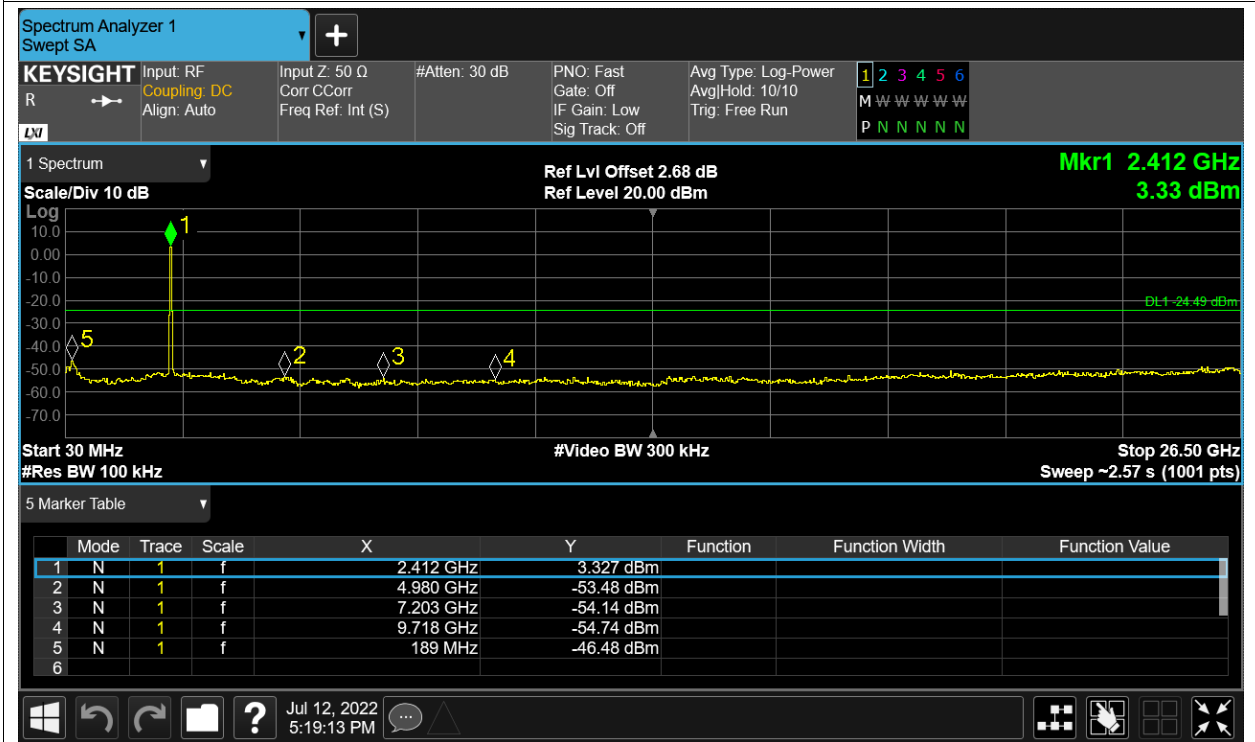 Spectrum Analyzer 1
Swept SA
+
KEYSIGHT
R
LXI
Input: RF
Coupling: DC
Align: Auto
Input Z: 50 Ω
Corr CCorr
Freq Ref: Int (S)
#Atten: 30 dB
PNO: Fast
Gate: Off
IF Gain: Low
Sig Track: Off
Avg Type: Log-Power
Avg|Hold: 10/10
Trig: Free Run
1 2 3 4 5 6
M W W W W W
P N N N N N
1 Spectrum
Scale/Div 10 dB
Ref Lvl Offset 2.68 dB
Ref Level 20.00 dBm
Mkr1 2.412 GHz
3.33 dBm
Log
10.0
0.00
-10.0
-20.0
-30.0
-40.0
-50.0
-60.0
-70.0
1
DL1 -24.49 dBm
5
2
3
4
Start 30 MHz
#Video BW 300 kHz
Stop 26.50 GHz
#Res BW 100 kHz
Sweep ~2.57 s (1001 pts)
5 Marker Table
Mode Trace Scale X Y Function Function Width Function Value
1 N 1 f 2.412 GHz 3.327 dBm
2 N 1 f 4.980 GHz -53.48 dBm
3 N 1 f 7.203 GHz -54.14 dBm
4 N 1 f 9.718 GHz -54.74 dBm
5 N 1 f 189 MHz -46.48 dBm
6
?
Jul 12, 2022
5:19:13 PM